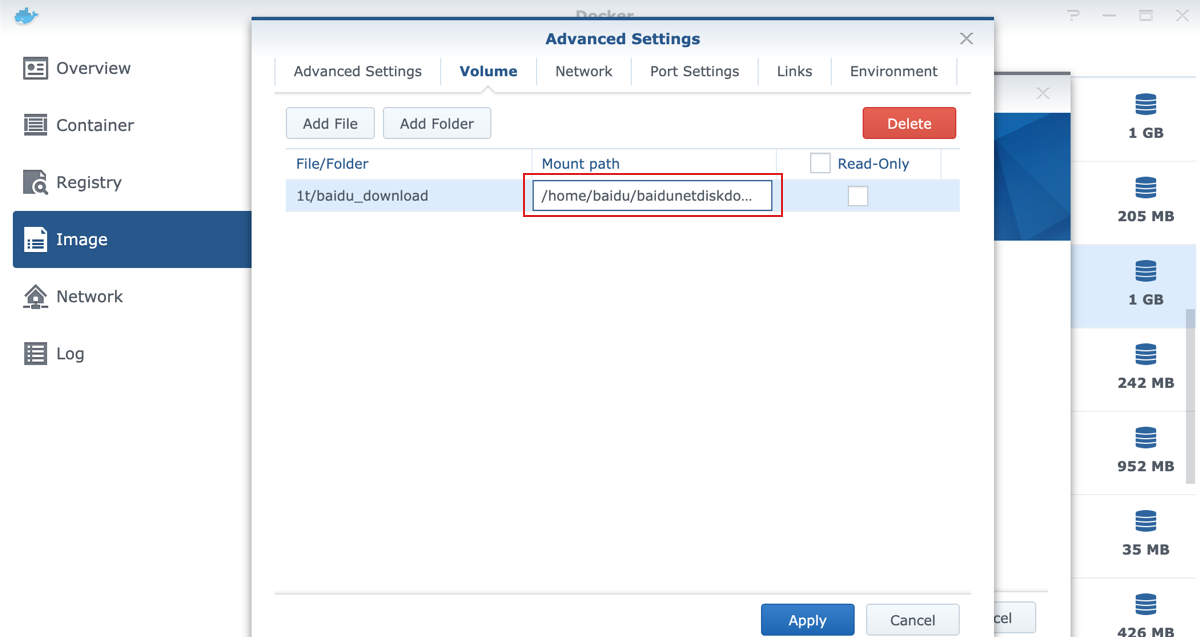 Docker
?
Advanced Settings
Overview
Container
Registry
Image
Network
Log
Advanced Settings
Volume
Network
Port Settings
Links
Environment
Add File
Add Folder
Delete
File/Folder
Mount path
Read-Only
1t/baidu_download
/home/baidu/baidunetdiskdo...
Apply
Cancel
cel
1 GB
205 MB
1 GB
242 MB
952 MB
35 MB
426 MB